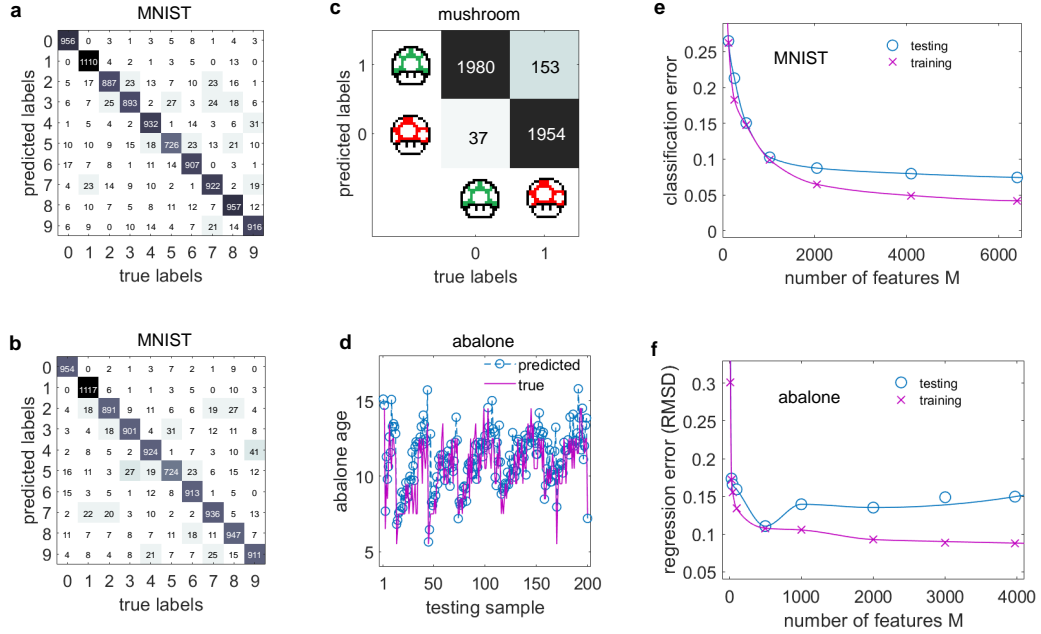 a
MNIST
predicted labels
0 956 0 3 1 3 5 8 1 4 3
1 0 1110 4 2 1 3 5 0 13 0
2 5 17 887 23 13 7 7 23 16 1
3 6 7 25 893 3 27 3 24 18 6
4 1 5 4 2 932 3 6 4 4 31
5 10 10 9 15 18 726 23 13 21 10
6 17 7 8 1 11 14 907 0 3 1
7 4 23 14 9 10 2 1 922 2 19
8 6 10 7 5 8 11 12 7 957 12
9 6 9 0 10 14 4 7 21 14 916
0 1 2 3 4 5 6 7 8 9
true labels
b
MNIST
predicted labels
0 954 0 2 1 3 7 2 1 9 0
1 0 1117 6 1 1 3 5 0 10 3
2 4 18 891 9 11 6 6 19 27 4
3 3 4 18 901 4 31 7 12 11 8
4 2 4 8 1 924 1 7 9 10 41
5 16 11 3 27 19 724 23 6 15 12
6 15 3 5 1 12 8 913 1 5 0
7 2 22 20 3 10 2 2 936 5 13
8 11 7 7 7 7 6 18 11 947 7
9 4 8 4 8 21 7 7 25 15 911
0 1 2 3 4 5 6 7 8 9
true labels
c
mushroom
predicted labels
1 1980 153
0 37 1954
0 1
true labels
d
abalone
abalone age
15
10
5
predicted
true
1 50 100 150 200
testing sample
e
MNIST
classification error
0.25
0.2
0.15
0.1
0.05
0
testing
training
0 2000 4000 6000
number of features M
f
abalone
regression error (RMSD)
0.3
0.25
0.2
0.15
0.1
0.05
testing
training
0 1000 2000 3000 4000
number of features M